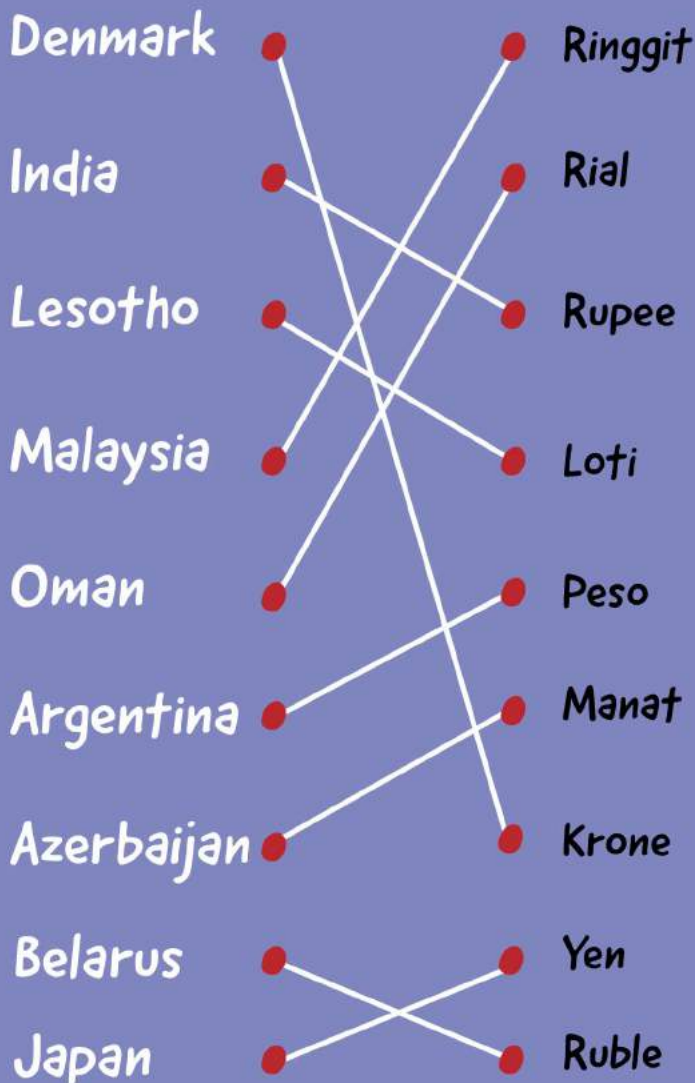 Denmark Ringgit
India Rial
Lesotho Rupee
Malaysia Loti
Oman Peso
Argentina Manat
Azerbaijan Krone
Belarus Yen
Japan Ruble